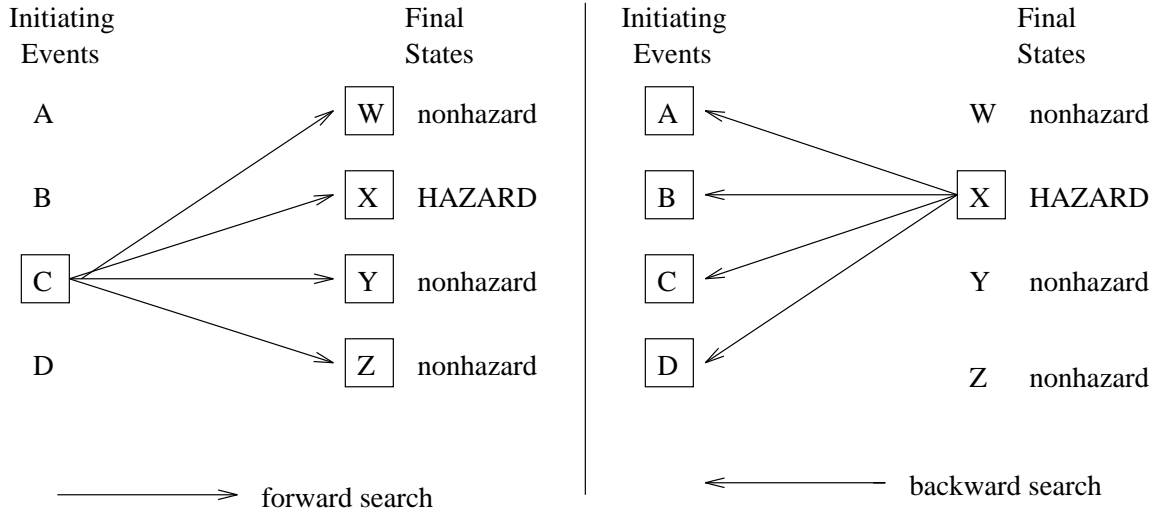 Initiating
Events
Final
States
A
W nonhazard
B
X HAZARD
C
Y nonhazard
D
Z nonhazard
forward search
Initiating
Events
Final
States
A
W nonhazard
B
X HAZARD
C
Y nonhazard
D
Z nonhazard
backward search